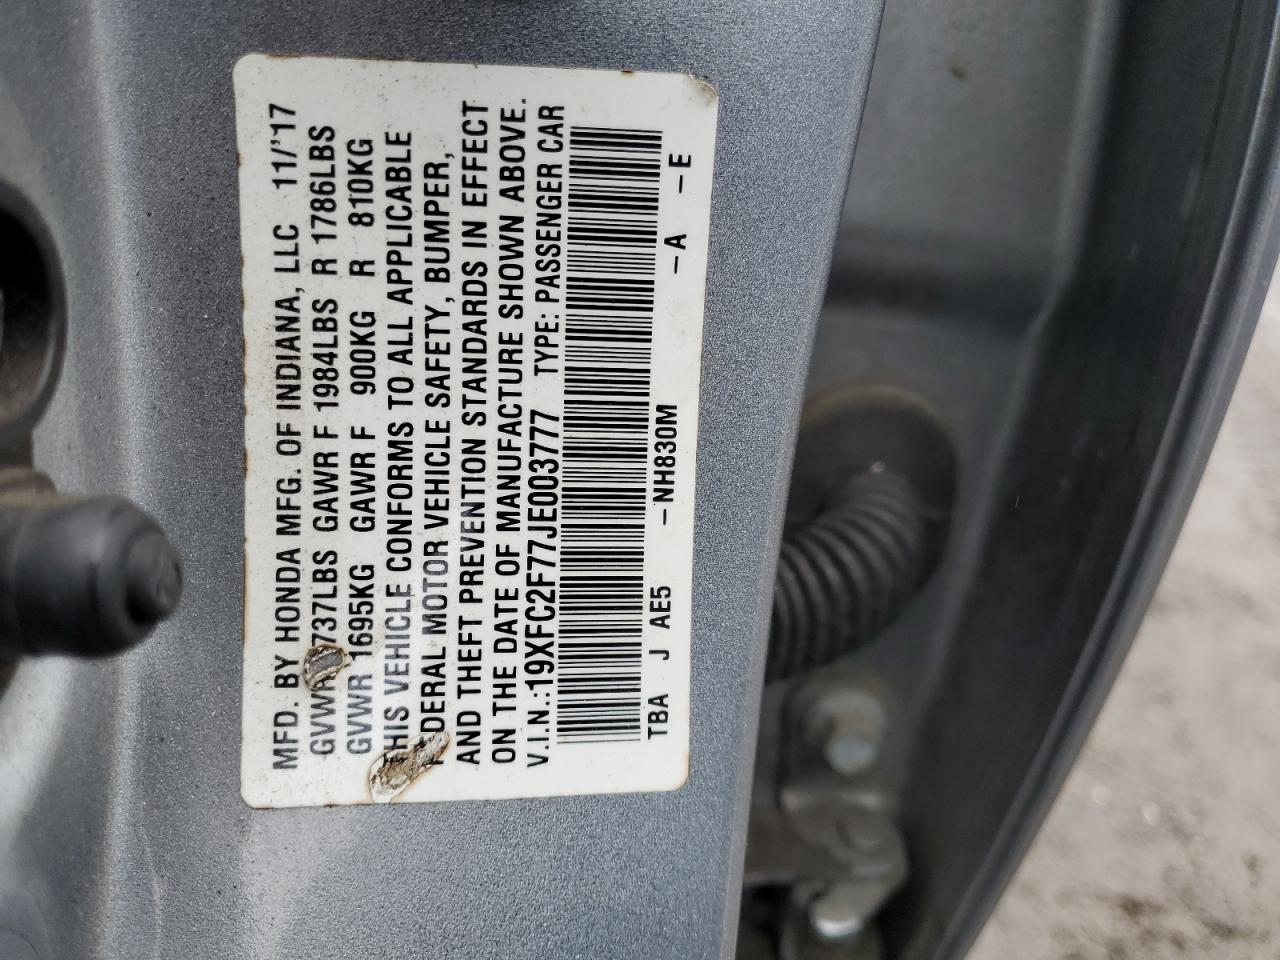 MFD. BY HONDA MFG. OF INDIANA, LLC 11/'17
GVWR 3737LBS GAWR F 1984LBS R 1786LBS
GVWR 1695KG GAWR F 900KG R 810KG
THIS VEHICLE CONFORMS TO ALL APPLICABLE
FEDERAL MOTOR VEHICLE SAFETY, BUMPER,
AND THEFT PREVENTION STANDARDS IN EFFECT
ON THE DATE OF MANUFACTURE SHOWN ABOVE.
V.I.N.:19XFC2F77JE003777 TYPE: PASSENGER CAR
TBA J AE5 -NH830M -A -E